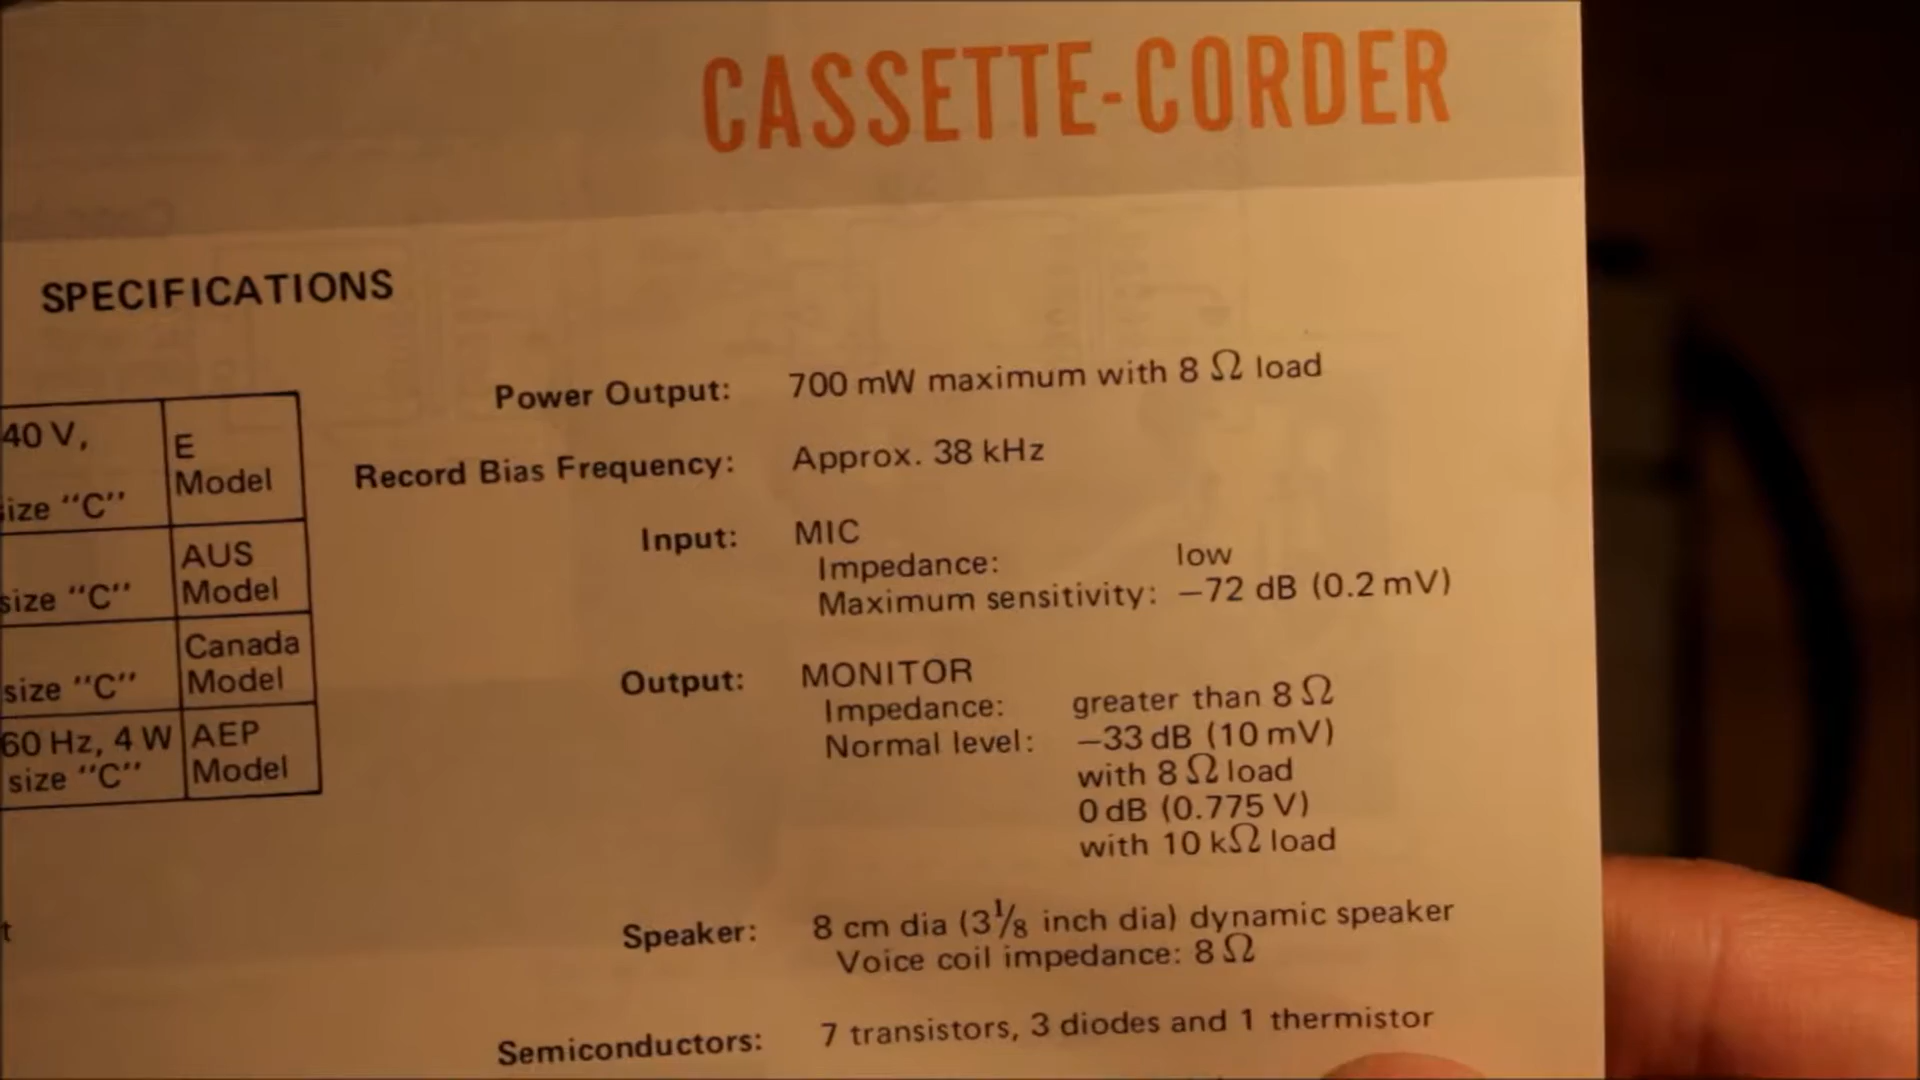 CASSETTE-CORDER
SPECIFICATIONS
40 V,
size "C"
E
Model
size "C"
AUS
Model
size "C"
Canada
Model
60 Hz, 4 W
size "C"
AEP
Model
Power Output: 700 mW maximum with 8 Ω load
Record Bias Frequency: Approx. 38 kHz
Input: MIC
Impedance: low
Maximum sensitivity: −72 dB (0.2 mV)
Output: MONITOR
Impedance: greater than 8 Ω
Normal level: −33 dB (10 mV)
with 8 Ω load
0 dB (0.775 V)
with 10 kΩ load
Speaker: 8 cm dia (3⅛ inch dia) dynamic speaker
Voice coil impedance: 8 Ω
Semiconductors: 7 transistors, 3 diodes and 1 thermistor